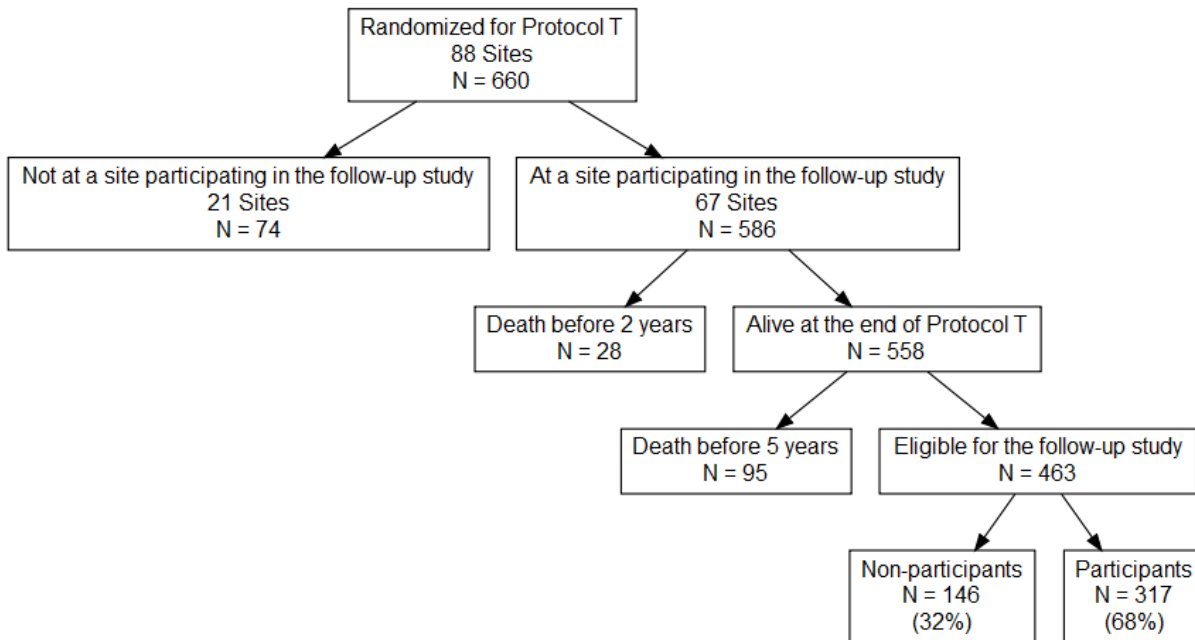 Randomized for Protocol T
88 Sites
N = 660
Not at a site participating in the follow-up study
21 Sites
N = 74
At a site participating in the follow-up study
67 Sites
N = 586
Death before 2 years
N = 28
Alive at the end of Protocol T
N = 558
Death before 5 years
N = 95
Eligible for the follow-up study
N = 463
Non-participants
N = 146
(32%)
Participants
N = 317
(68%)